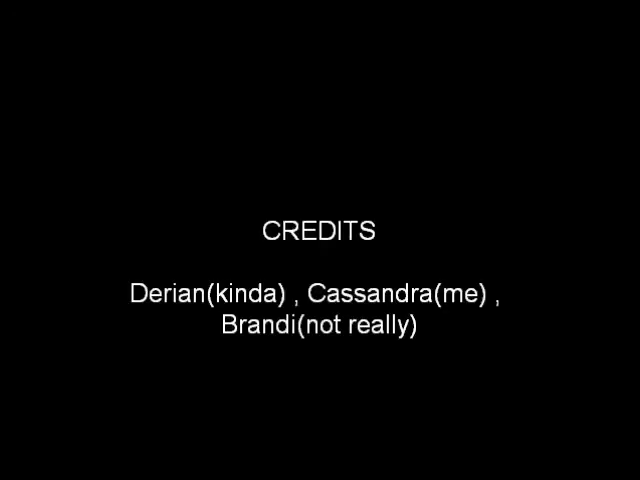 CREDITS
Derian(kinda) , Cassandra(me) ,
Brandi(not really)